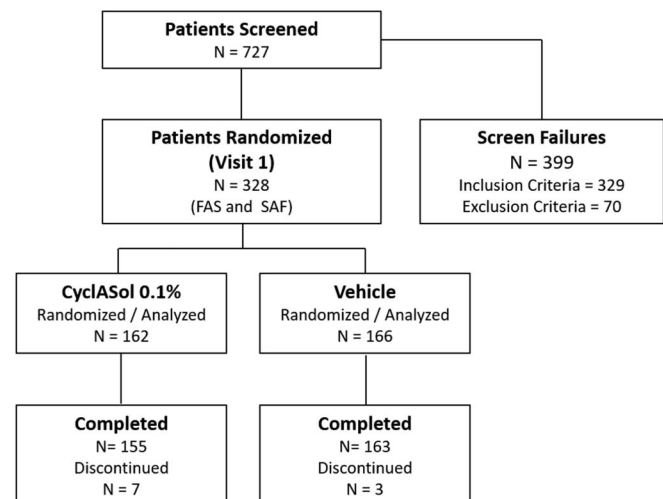 Patients Screened
N = 727
Patients Randomized
(Visit 1)
N = 328
(FAS and SAF)
Screen Failures
N = 399
Inclusion Criteria = 329
Exclusion Criteria = 70
CyclASol 0.1%
Randomized / Analyzed
N = 162
Vehicle
Randomized / Analyzed
N = 166
Completed
N= 155
Discontinued
N = 7
Completed
N= 163
Discontinued
N = 3